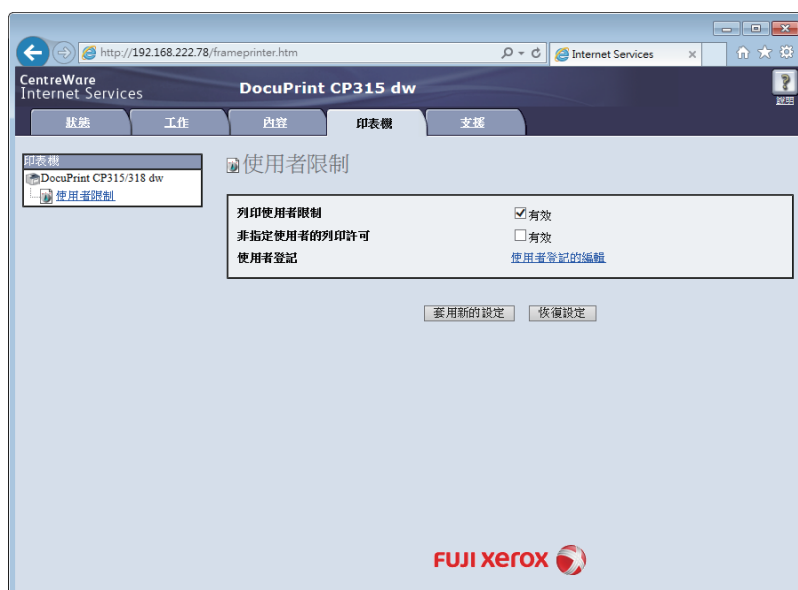 http://192.168.222.78/frameprinter.htm
Internet Services
CentreWare
Internet Services
DocuPrint CP315 dw
說明
狀態
工作
內容
印表機
支援
印表機
DocuPrint CP315/318 dw
使用者限制
使用者限制
列印使用者限制
有效
非指定使用者的列印許可
有效
使用者登記
使用者登記的編輯
套用新的設定
恢復設定
FUJI xerox